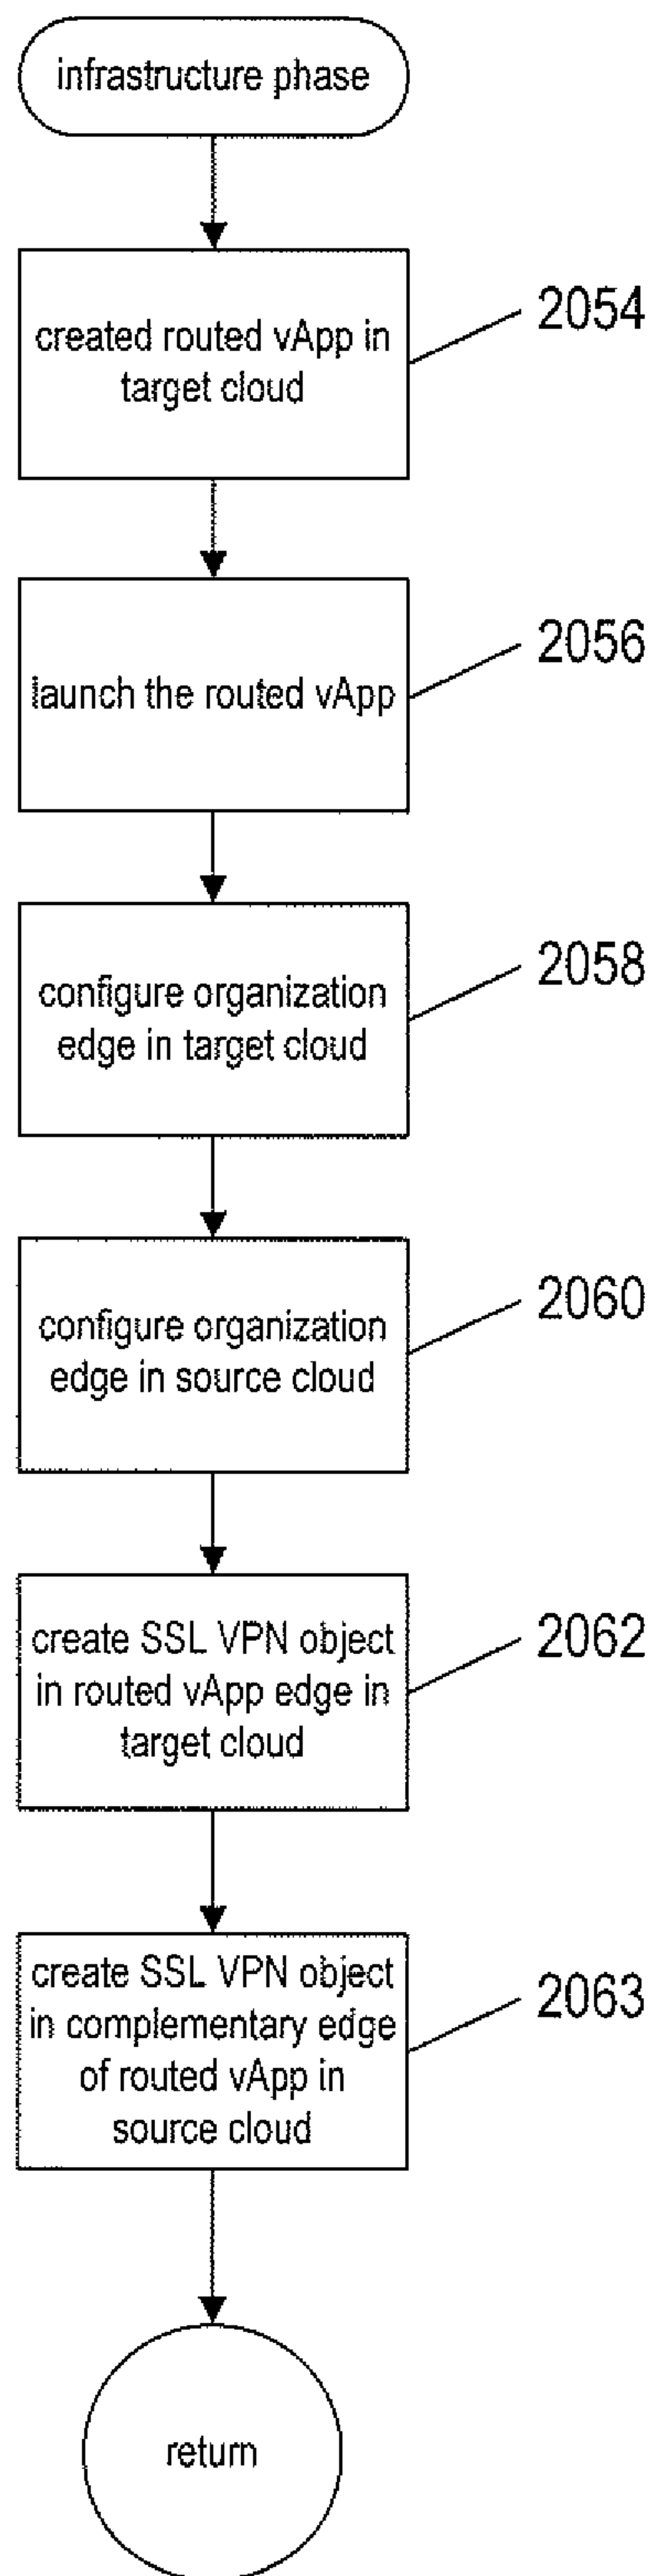 infrastructure phase
created routed vApp in
target cloud
2054
launch the routed vApp
2056
configure organization
edge in target cloud
2058
configure organization
edge in source cloud
2060
create SSL VPN object
in routed vApp edge in
target cloud
2062
create SSL VPN object
in complementary edge
of routed vApp in
source cloud
2063
return